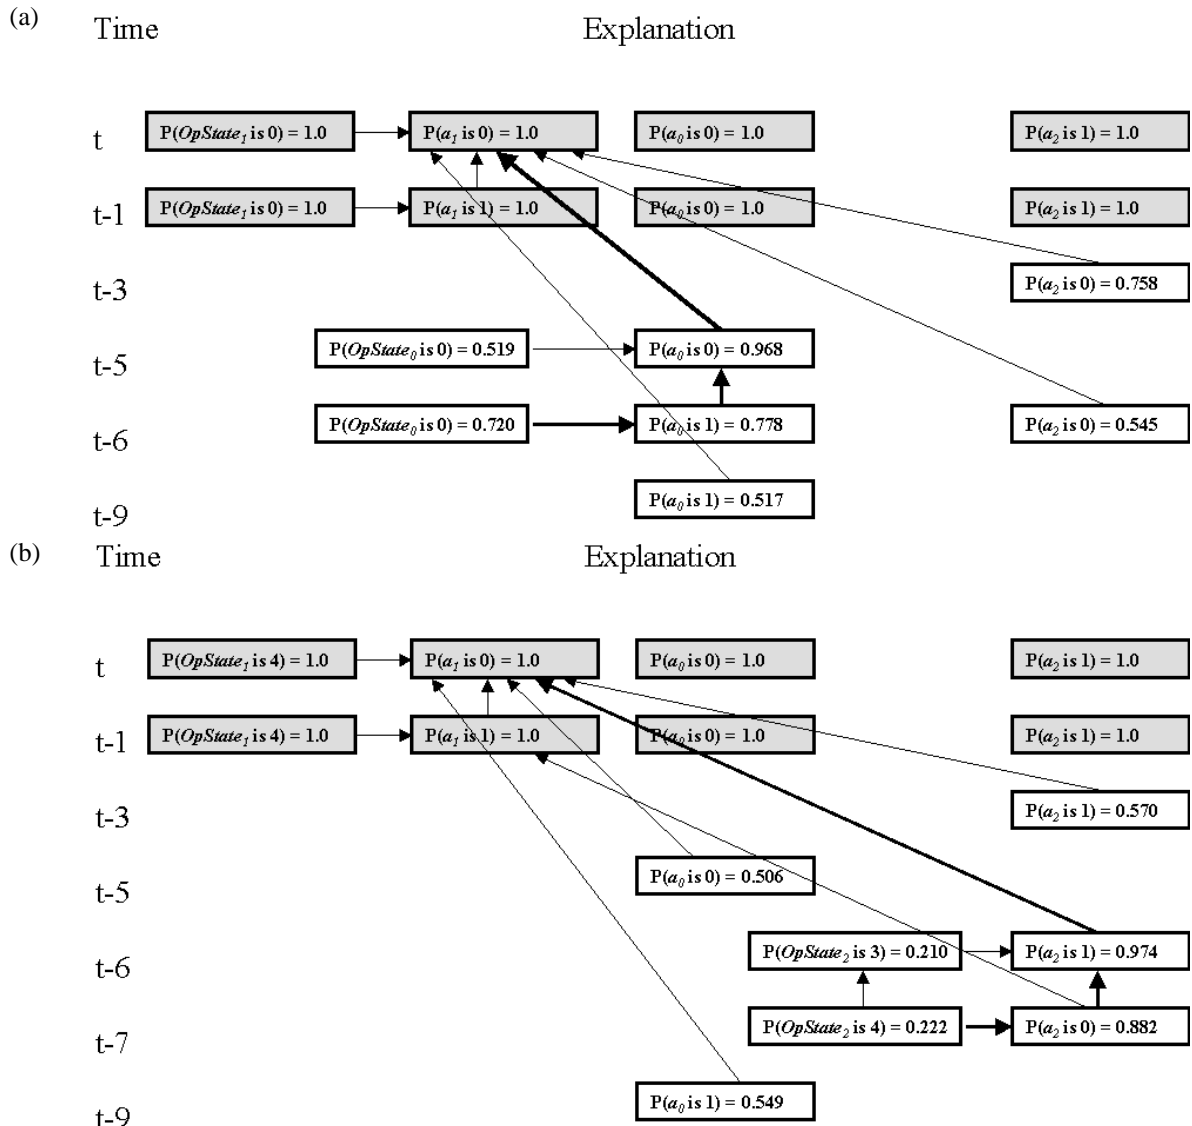 (a)
Time Explanation
t P(OpState1 is 0) = 1.0 P(a1 is 0) = 1.0 P(a0 is 0) = 1.0 P(a2 is 1) = 1.0
t-1 P(OpState1 is 0) = 1.0 P(a1 is 1) = 1.0 P(a0 is 0) = 1.0 P(a2 is 1) = 1.0
t-3 P(a2 is 0) = 0.758
t-5 P(OpState0 is 0) = 0.519 P(a0 is 0) = 0.968
t-6 P(OpState0 is 0) = 0.720 P(a0 is 1) = 0.778 P(a2 is 0) = 0.545
t-9 P(a0 is 1) = 0.517
(b)
Time Explanation
t P(OpState1 is 4) = 1.0 P(a1 is 0) = 1.0 P(a0 is 0) = 1.0 P(a2 is 1) = 1.0
t-1 P(OpState1 is 4) = 1.0 P(a1 is 1) = 1.0 P(a0 is 0) = 1.0 P(a2 is 1) = 1.0
t-3 P(a2 is 1) = 0.570
t-5 P(a0 is 0) = 0.506
t-6 P(OpState2 is 3) = 0.210 P(a2 is 1) = 0.974
t-7 P(OpState2 is 4) = 0.222 P(a2 is 0) = 0.882
t-9 P(a0 is 1) = 0.549